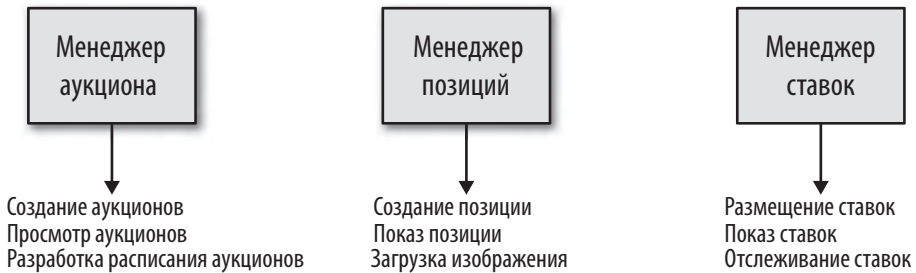 Менеджер
аукциона
Создание аукционов
Просмотр аукционов
Разработка расписания аукционов
Менеджер
позиций
Создание позиции
Показ позиции
Загрузка изображения
Менеджер
ставок
Размещение ставок
Показ ставок
Отслеживание ставок